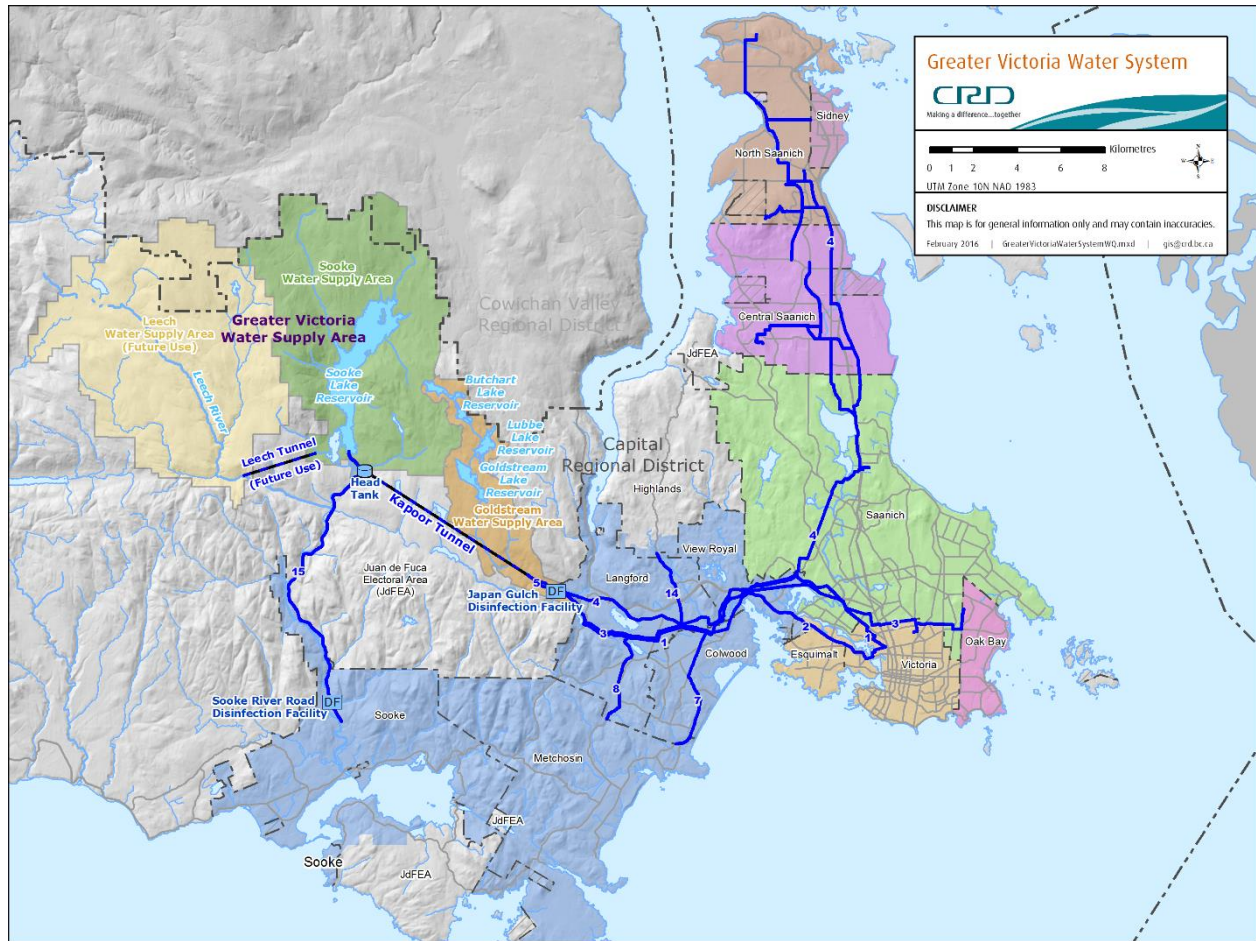 Greater Victoria Water System
CRD
Making a difference...together
Kilometres
0 1 2 4 6 8
UTM Zone 10N NAD 1983
DISCLAIMER
This map is for general information only and may contain inaccuracies.
February 2016 | GreaterVictoriaWaterSystemWQ.mxd | gis@crd.bc.ca
N
W
E
S
Sidney
North Saanich
4
Central Saanich
JdFEA
Cowichan Valley
Regional District
Sooke
Water Supply Area
Greater Victoria
Water Supply Area
Leech
Water Supply Area
(Future Use)
Leech River
Sooke
Lake
Reservoir
Butchart
Lake
Reservoir
Lubbe
Lake
Reservoir
Goldstream
Lake
Reservoir
Goldstream
Water Supply Area
Capital
Regional District
Highlands
Leech Tunnel
(Future Use)
Head
Tank
Kapoor Tunnel
Saanich
4
View Royal
Langford
14
15
Juan de Fuca
Electoral Area
(JdFEA)
5
DF
Japan Gulch
Disinfection Facility
4
3
1
2
1
3
Oak Bay
Colwood
Esquimalt
Victoria
8
7
Sooke River Road
Disinfection Facility
DF
Sooke
Metchosin
JdFEA
Sooke
JdFEA